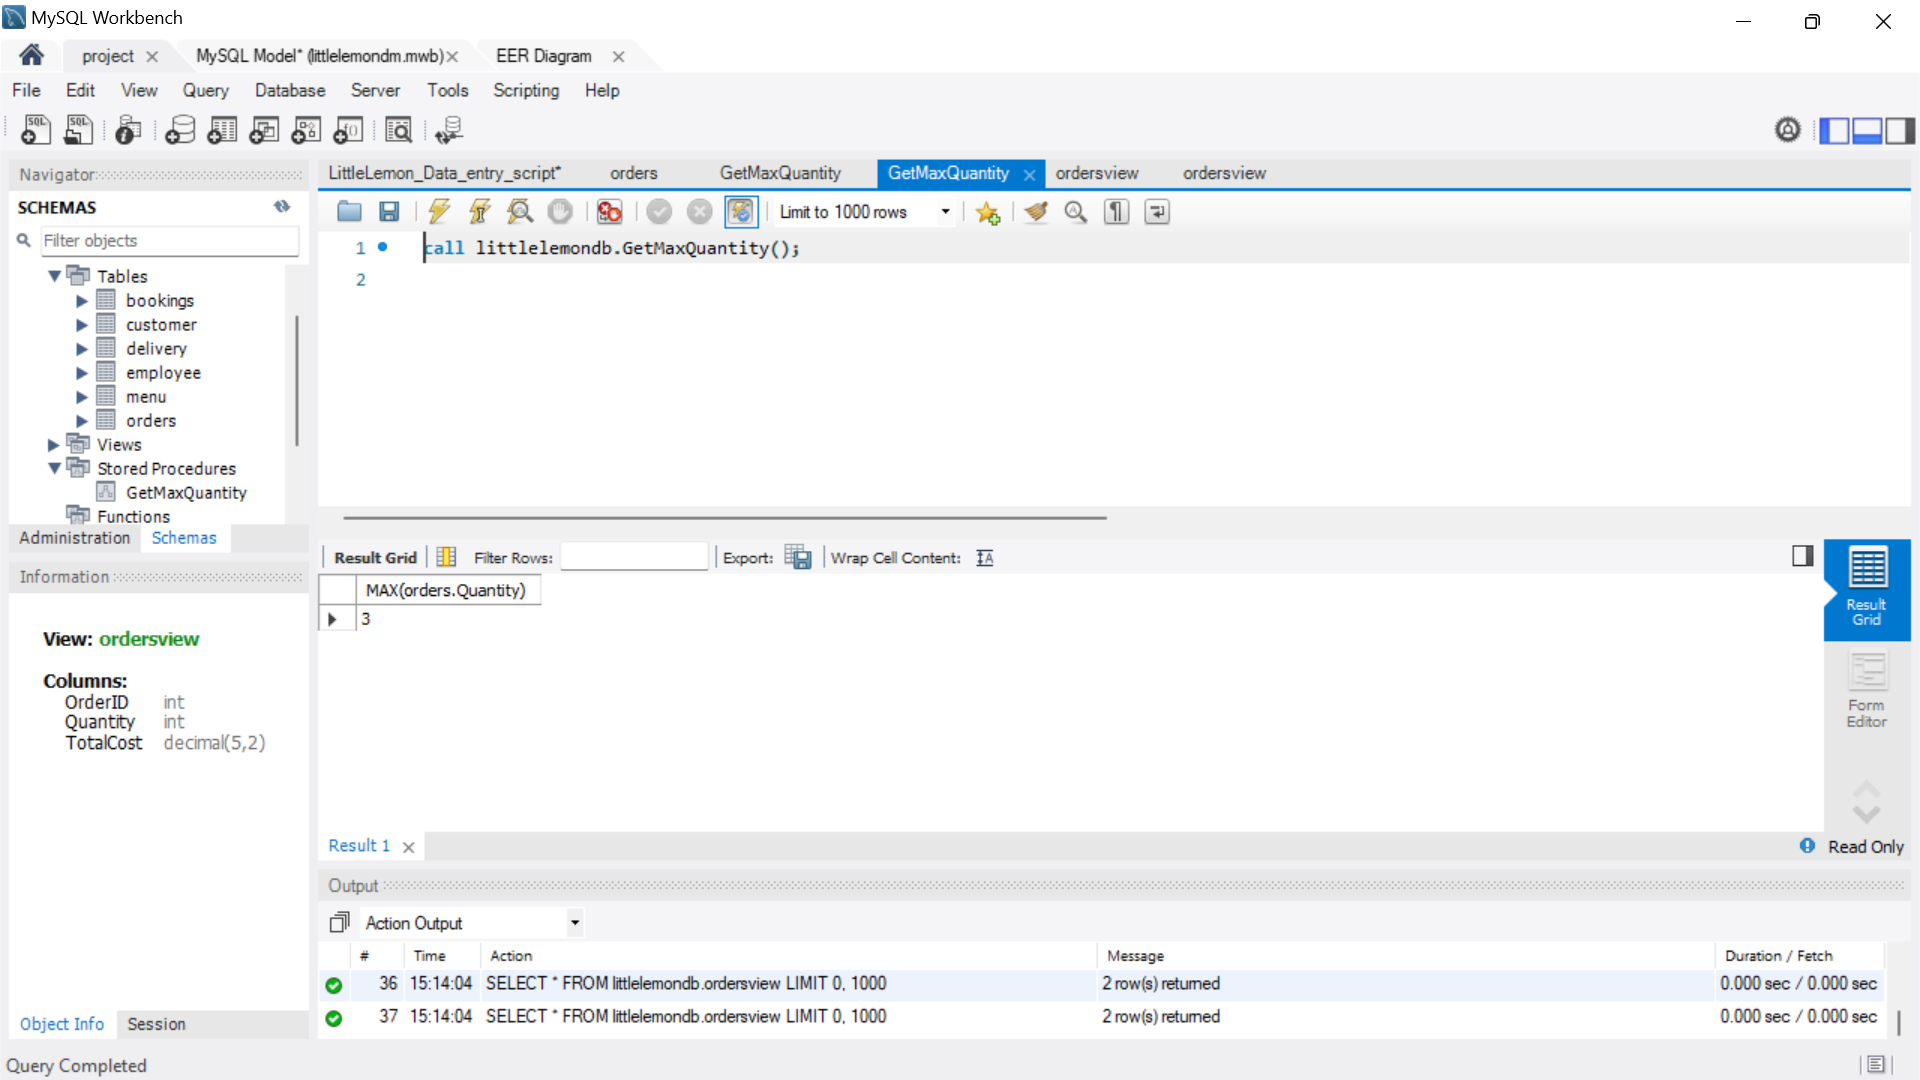 MySQL Workbench
project
MySQL Model* (littlelemondm.mwb)
EER Diagram
File Edit View Query Database Server Tools Scripting Help
Navigator
SCHEMAS
Filter objects
Tables
bookings
customer
delivery
employee
menu
orders
Views
Stored Procedures
GetMaxQuantity
Functions
Administration Schemas
Information
View: ordersview
Columns:
OrderID int
Quantity int
TotalCost decimal(5,2)
Object Info Session
LittleLemon_Data_entry_script* orders GetMaxQuantity GetMaxQuantity ordersview ordersview
Limit to 1000 rows
1 call littlelemondb.GetMaxQuantity();
2
Result Grid Filter Rows: Export: Wrap Cell Content:
MAX(orders.Quantity)
3
Result
Grid
Form
Editor
Result 1
Read Only
Output
Action Output
# Time Action Message Duration / Fetch
36 15:14:04 SELECT * FROM littlelemondb.ordersview LIMIT 0, 1000 2 row(s) returned 0.000 sec / 0.000 sec
37 15:14:04 SELECT * FROM littlelemondb.ordersview LIMIT 0, 1000 2 row(s) returned 0.000 sec / 0.000 sec
Query Completed